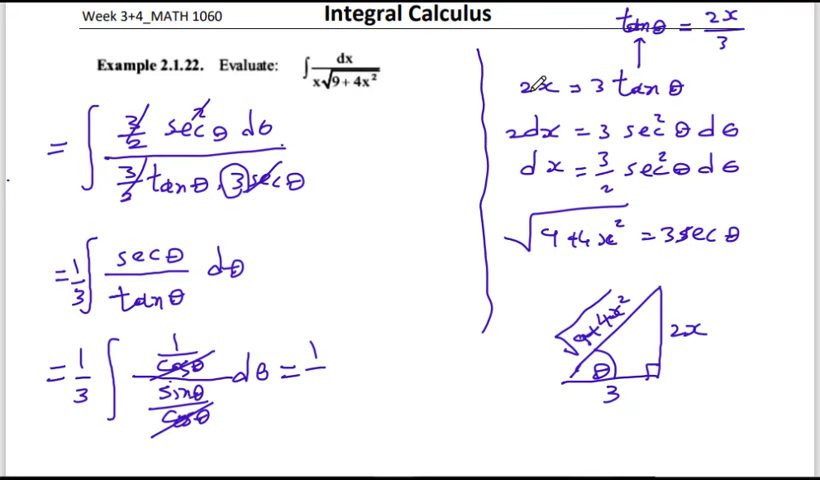 Week 3+4_MATH 1060
Integral Calculus
Example 2.1.22. Evaluate: ∫ dx / x√9 + 4x²
= ∫ (3/2 sec²θ dθ) / (3/3 tanθ . 3 secθ)
= 1/3 ∫ secθ / tanθ dθ
= 1/3 ∫ (1/cosθ) / (sinθ/cosθ) dθ = 1
tanθ = 2x/3
2x = 3 tanθ
2dx = 3 sec²θ dθ
dx = 3/2 sec²θ dθ
√9+4x² = 3secθ
√9+4x²
2x
θ
3